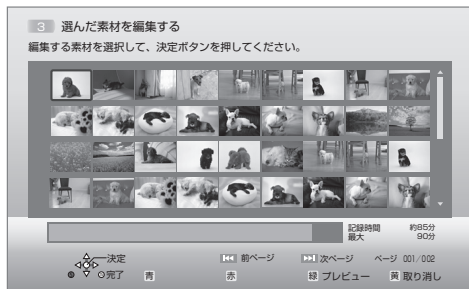 3 選んだ素材を編集する
編集する素材を選択して、決定ボタンを押してください。
記録時間 約85分
最大 90分
決定 前ページ 次ページ ページ 001/002
完了 青 赤 緑 プレビュー 黄 取り消し